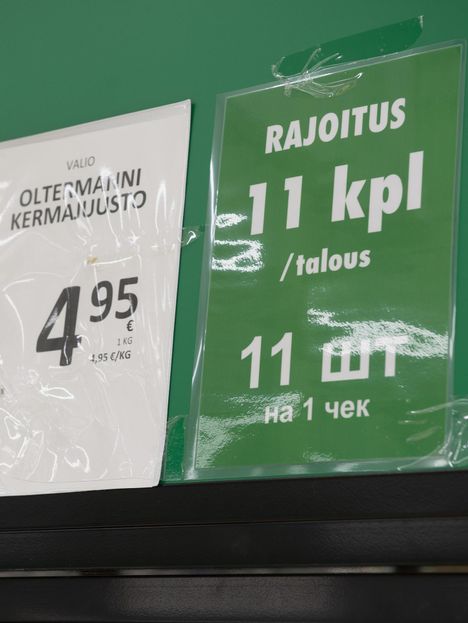 VALIO
OLTERMANNI
KERMAJUUSTO
4 95
€
1 KG
4,95 €/KG
RAJOITUS
11 kpl
/talous
11 шт
на 1 чек